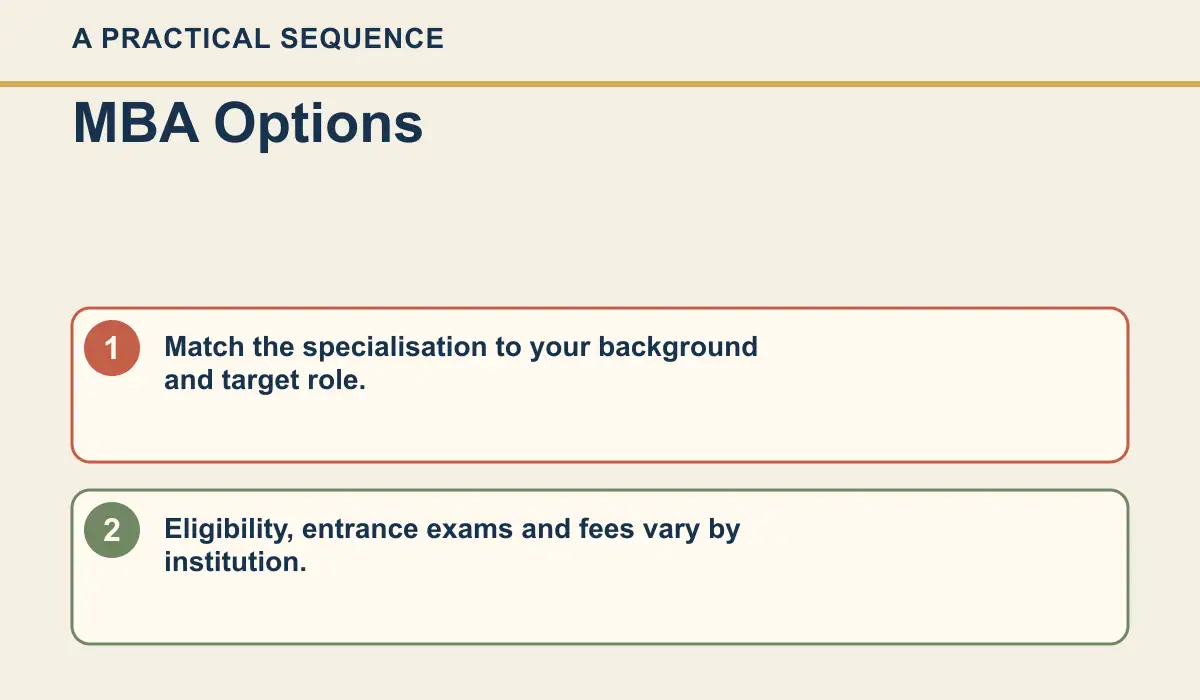 A PRACTICAL SEQUENCE
MBA Options
1
Match the specialisation to your background
and target role.
2
Eligibility, entrance exams and fees vary by
institution.